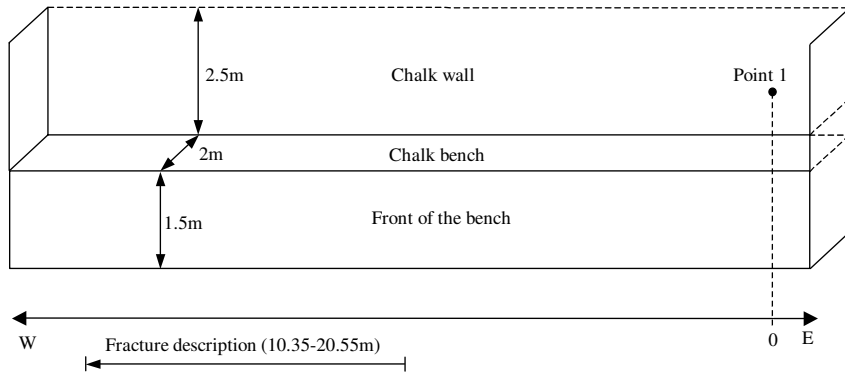 2.5m
Chalk wall
Point 1
2m
Chalk bench
1.5m
Front of the bench
W
0
E
Fracture description (10.35-20.55m)